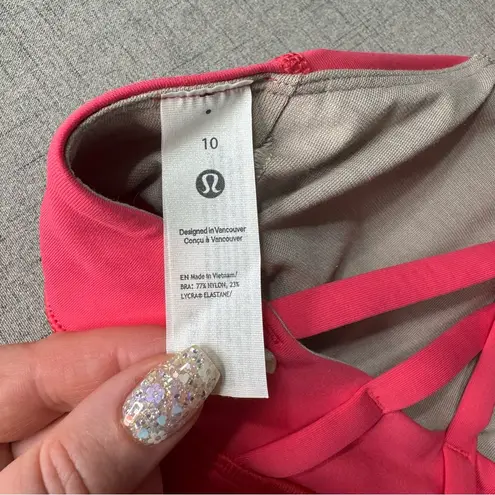 10
Designed in Vancouver
Conçu à Vancouver
EN Made in Vietnam/
BRA: 77% NYLON, 23%
LYCRA® ELASTANE/